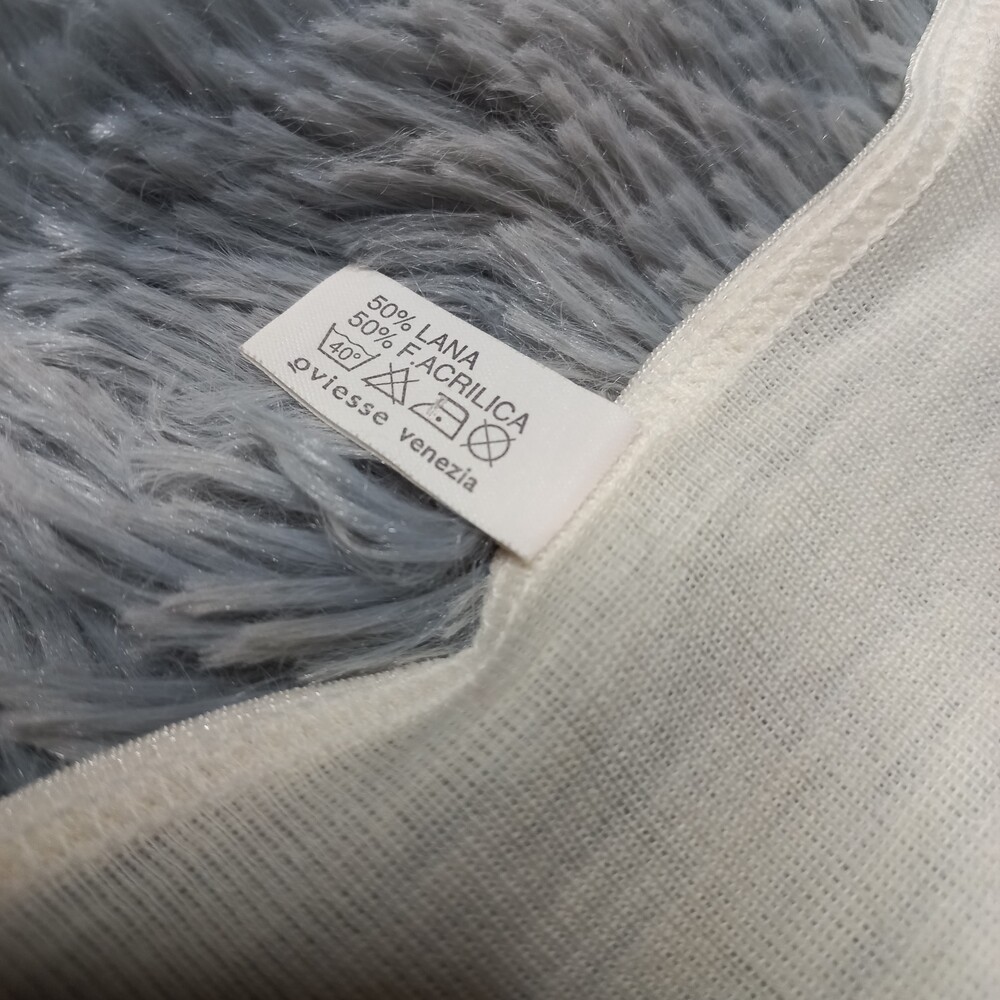 50% LANA
50% F.ACRILICA
40°
oviesse venezia